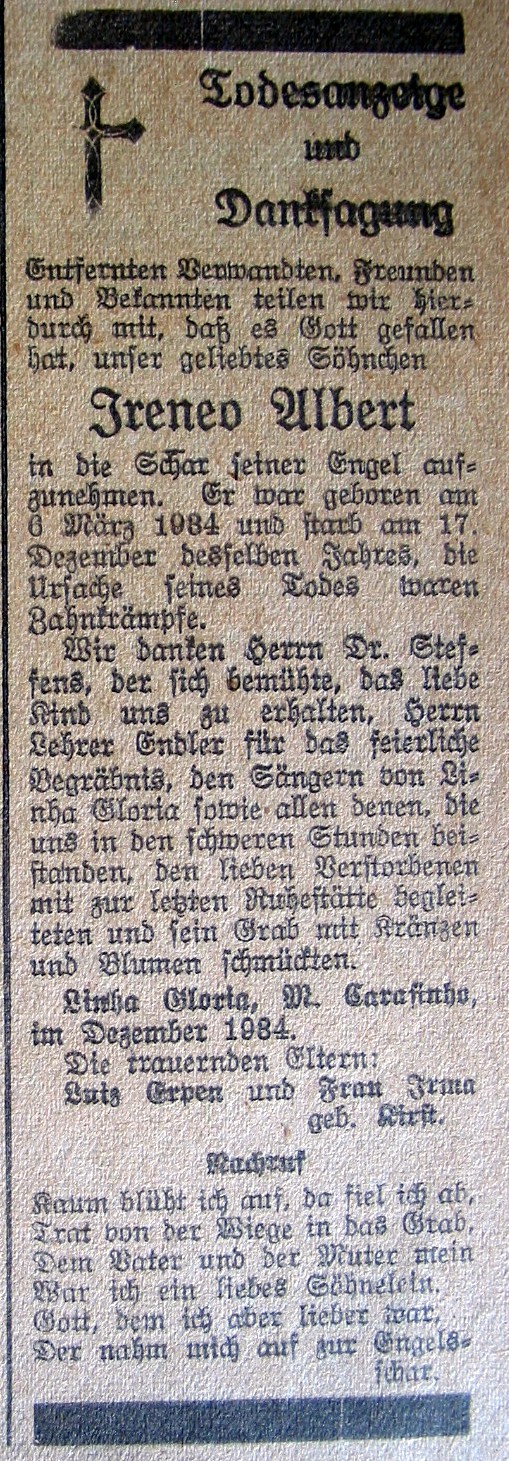 Todesanzeige
und
Danksagung
Entfernten Verwandten, Freunden
und Bekannten teilen wir hier-
durch mit, daß es Gott gefallen
hat, unser geliebtes Söhnchen
Ireneo Albert
in die Schar seiner Engel auf-
zunehmen. Er war geboren am
6 März 1934 und starb am 17.
Dezember desselben Jahres, die
Ursache seines Todes waren
Zahnkrämpfe.
Wir danken Herrn Dr. Stef-
fens, der sich bemühte, das liebe
Kind uns zu erhalten, Herrn
Lehrer Endler für das feierliche
Begräbnis, den Sängern von Li-
nha Gloria sowie allen denen, die
uns in den schweren Stunden bei-
standen, den lieben Verstorbenen
mit zur letzten Ruhestätte beglei-
teten und sein Grab mit Kränzen
und Blumen schmückten.
Linha Gloria, M. Carasinho,
im Dezember 1934.
Die trauernden Eltern:
Luiz Erpen und Frau Irma
geb. Kirst.
Nachruf
Kaum blüht ich auf, da fiel ich ab,
Trat von der Wiege in das Grab.
Dem Vater und der Muter mein
War ich ein liebes Söhnelein.
Gott, dem ich aber lieber war,
Der nahm mich auf zur Engels-
schar.